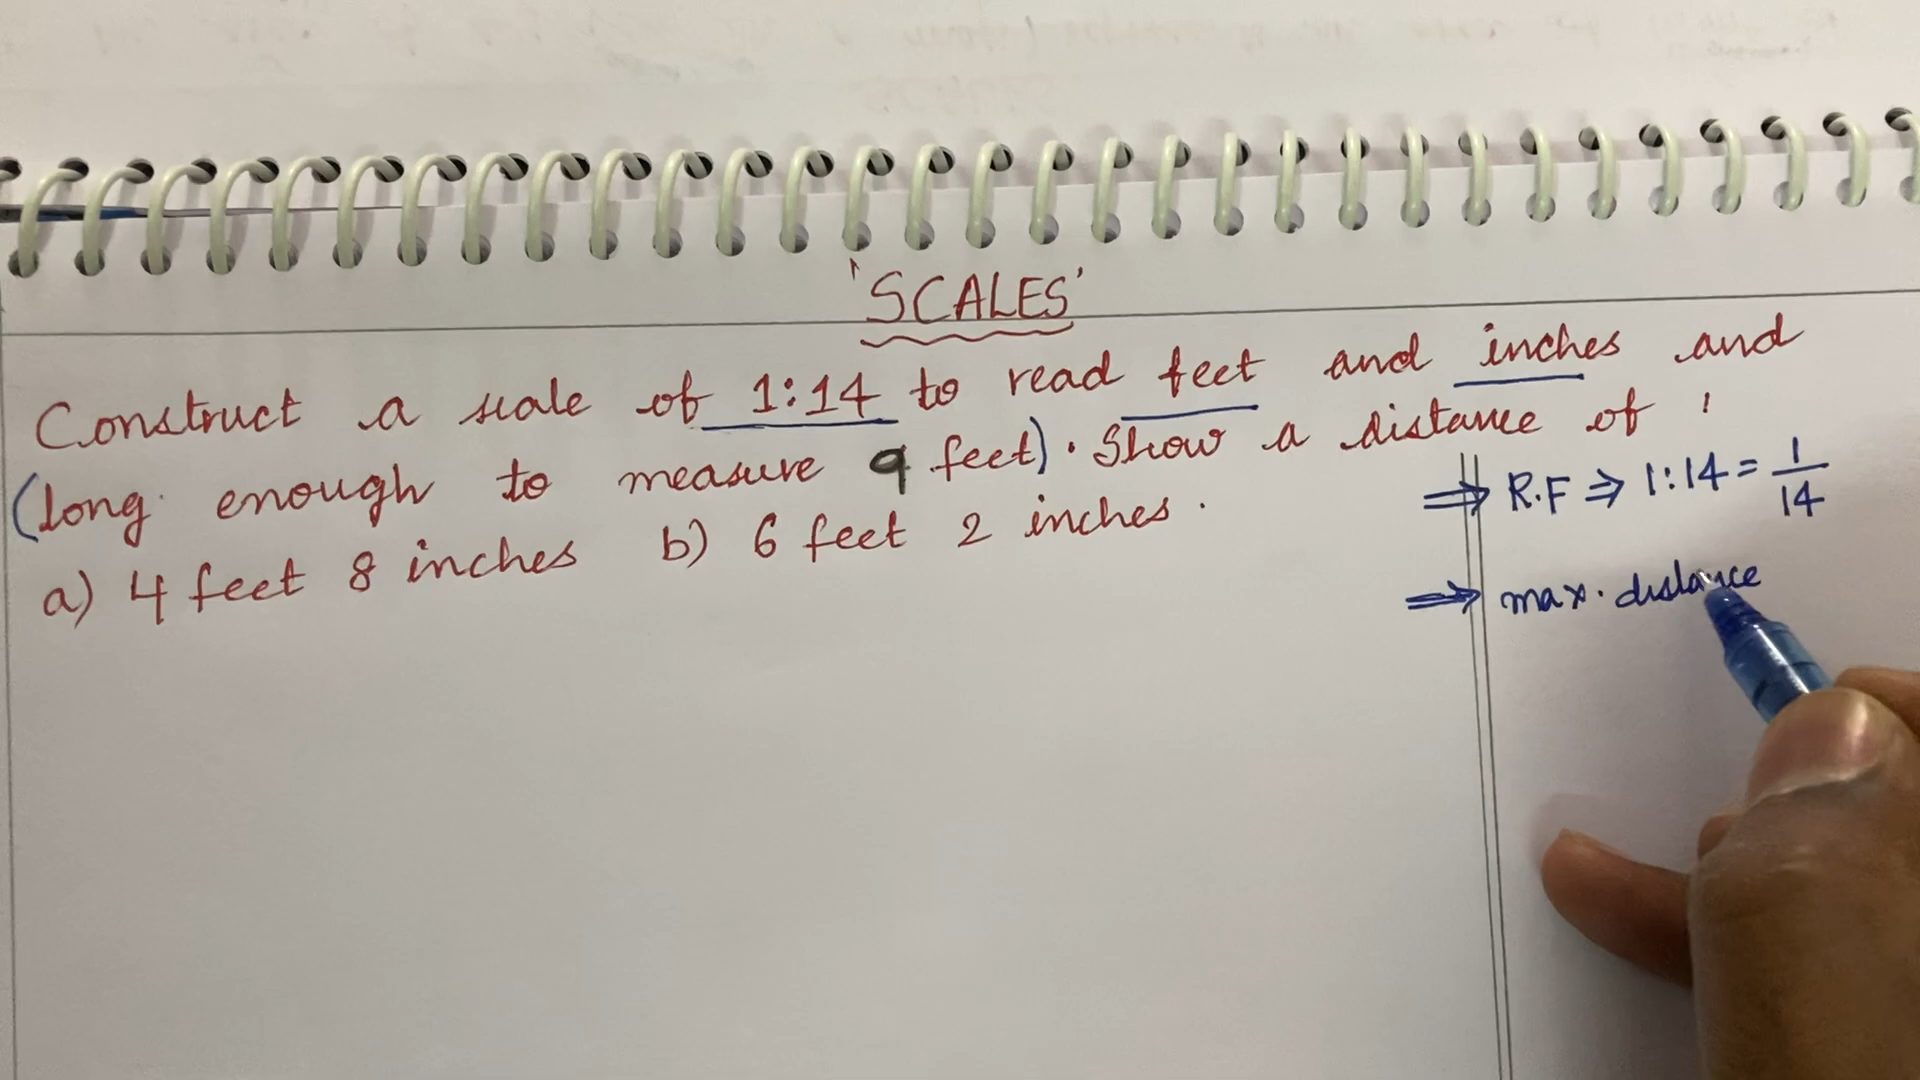 'SCALES'
Construct a scale of 1:14 to read feet and inches and
(long enough to measure 9 feet). Show a distance of
a) 4 feet 8 inches b) 6 feet 2 inches.
⇒ R.F ⇒ 1:14 = 1/14
⇒ max. distance